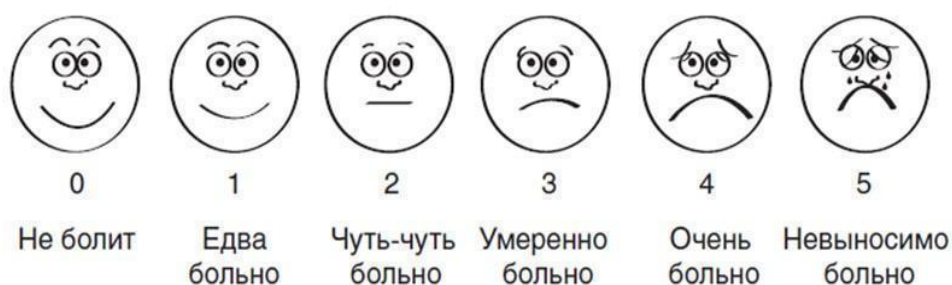 0 1 2 3 4 5
Не болит Едва Чуть-чуть Умеренно Очень Невыносимо
больно больно больно больно больно